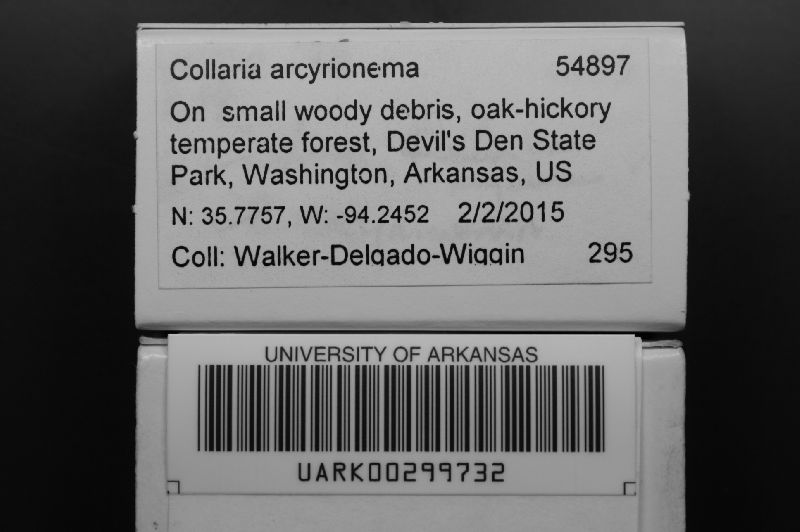 Collaria arcyrionema 54897
On small woody debris, oak-hickory
temperate forest, Devil's Den State
Park, Washington, Arkansas, US
N: 35.7757, W: -94.2452 2/2/2015
Coll: Walker-Delgado-Wiggin 295
UNIVERSITY OF ARKANSAS
UARK00299732